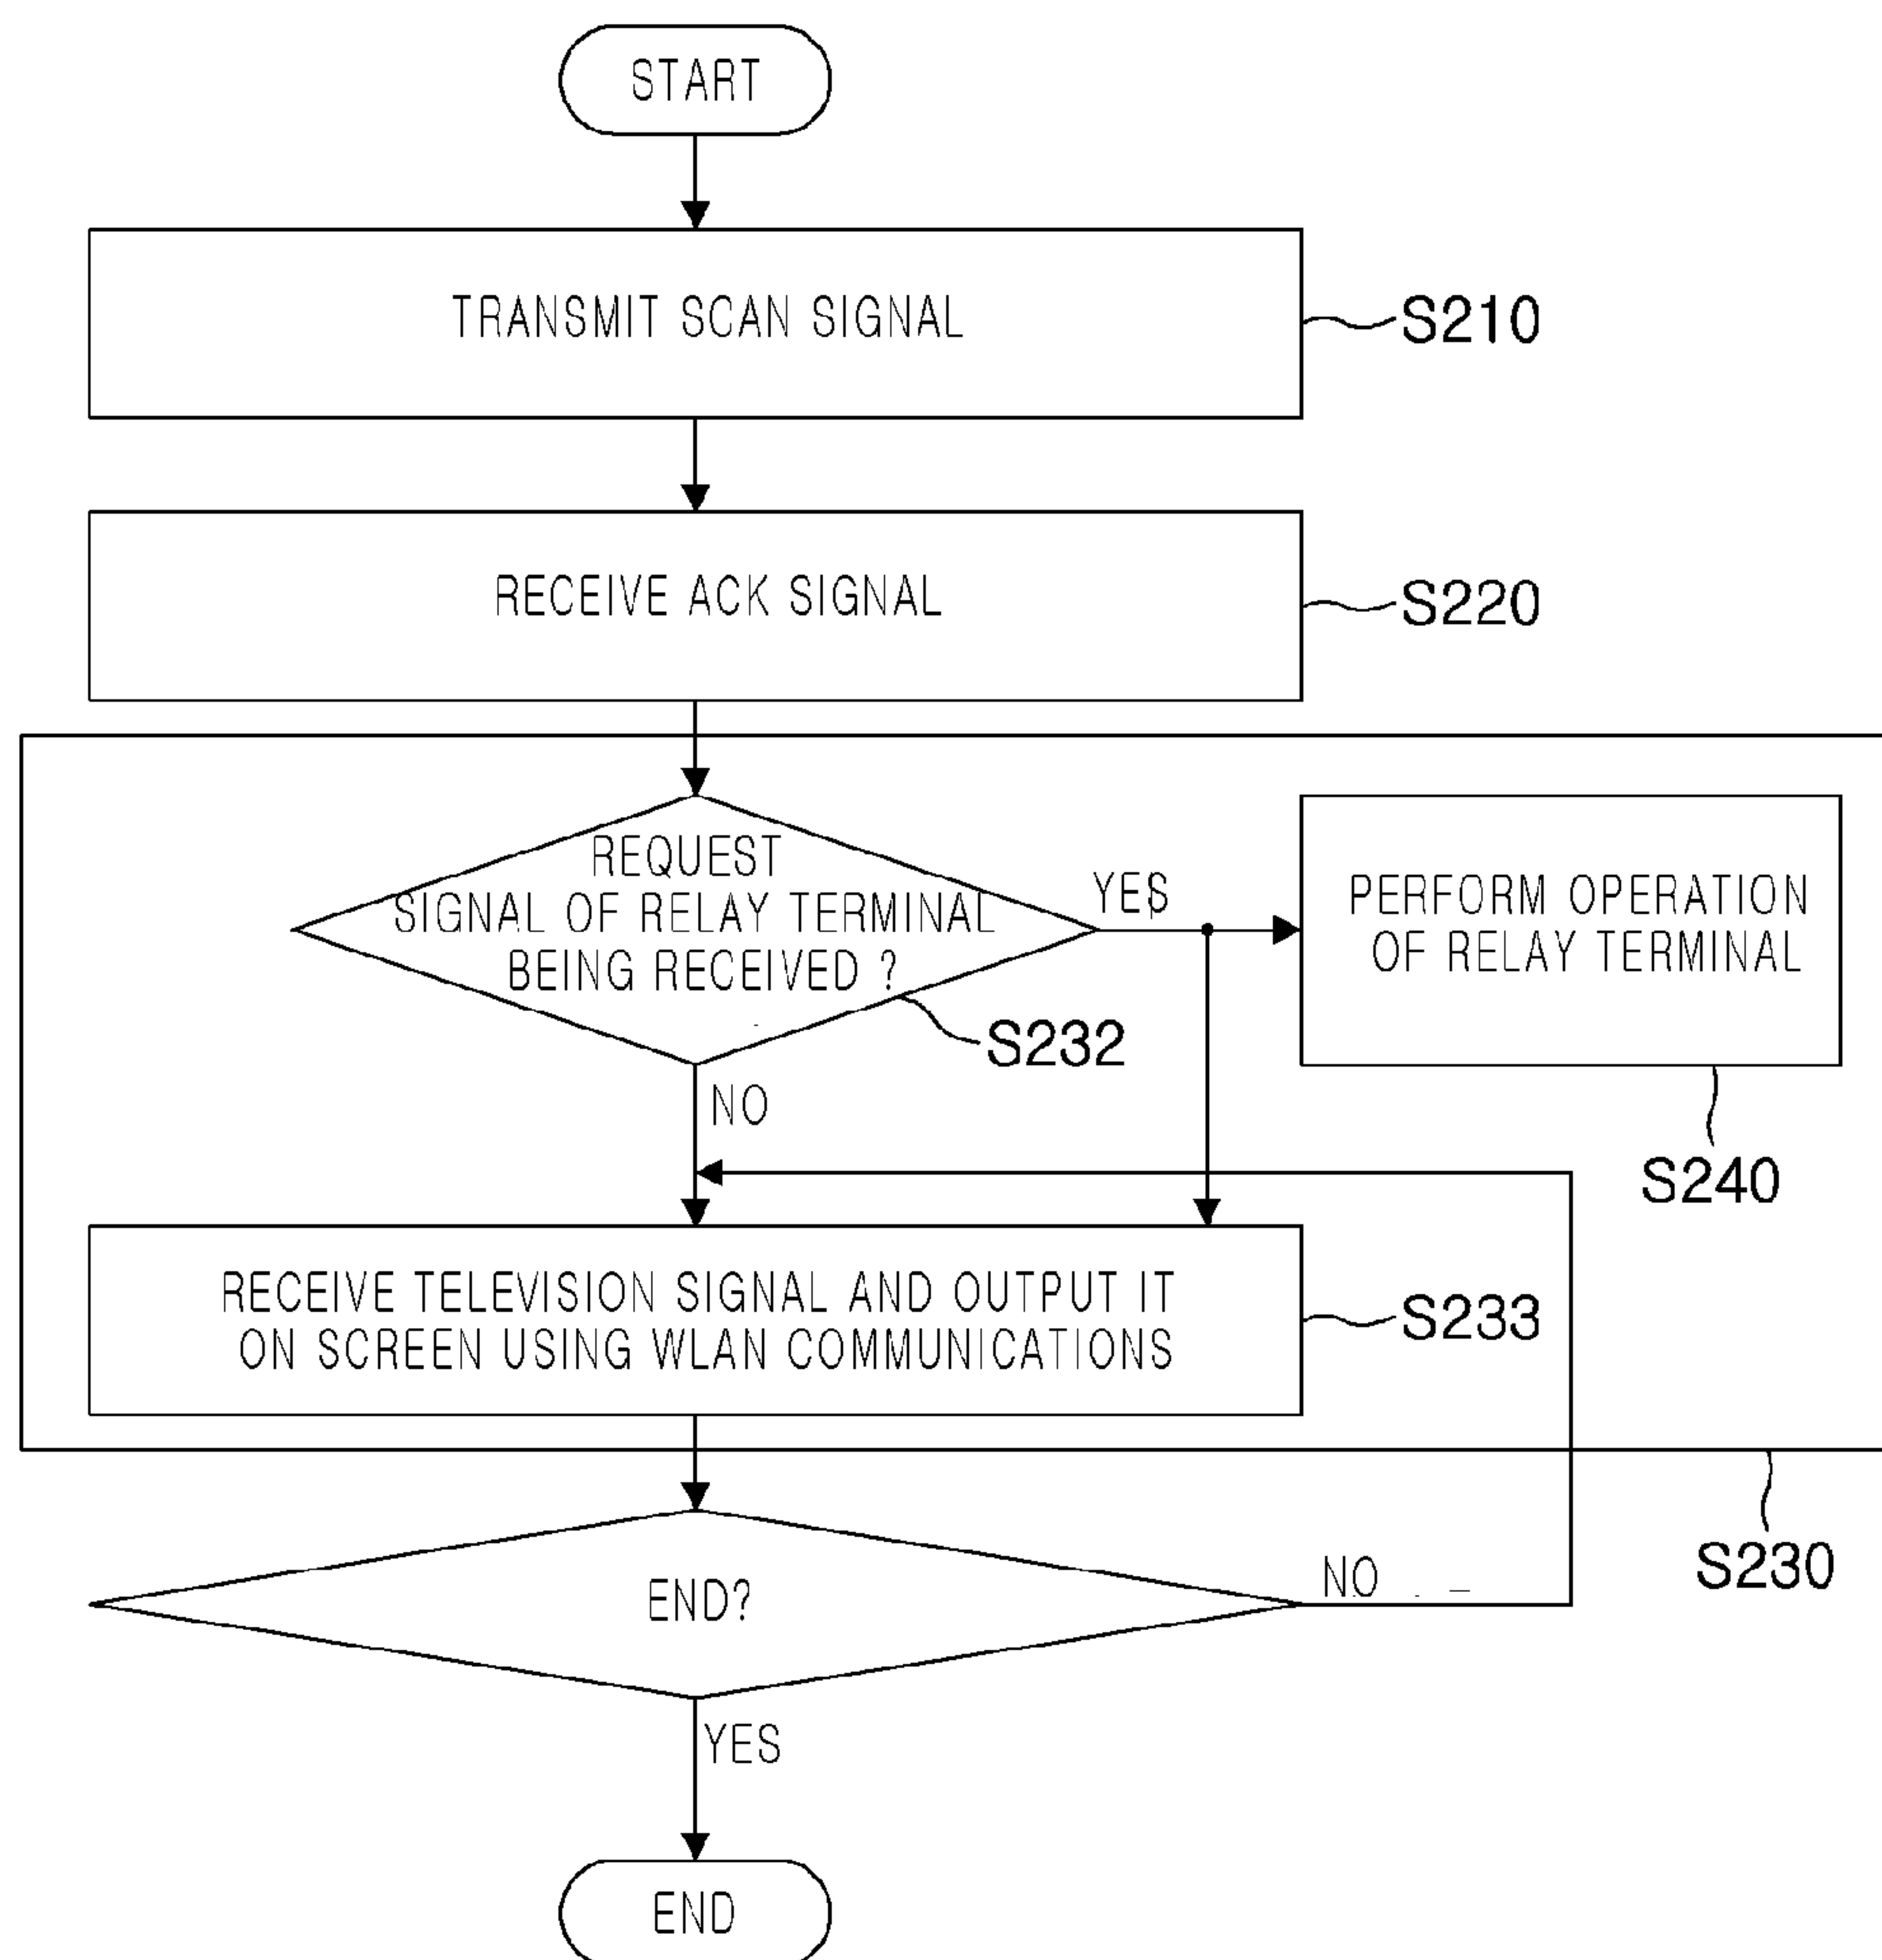 START
TRANSMIT SCAN SIGNAL
S210
RECEIVE ACK SIGNAL
S220
REQUEST
SIGNAL OF RELAY TERMINAL
BEING RECEIVED ?
YES
S232
PERFORM OPERATION
OF RELAY TERMINAL
S240
NO
RECEIVE TELEVISION SIGNAL AND OUTPUT IT
ON SCREEN USING WLAN COMMUNICATIONS
S233
S230
END?
NO
YES
END